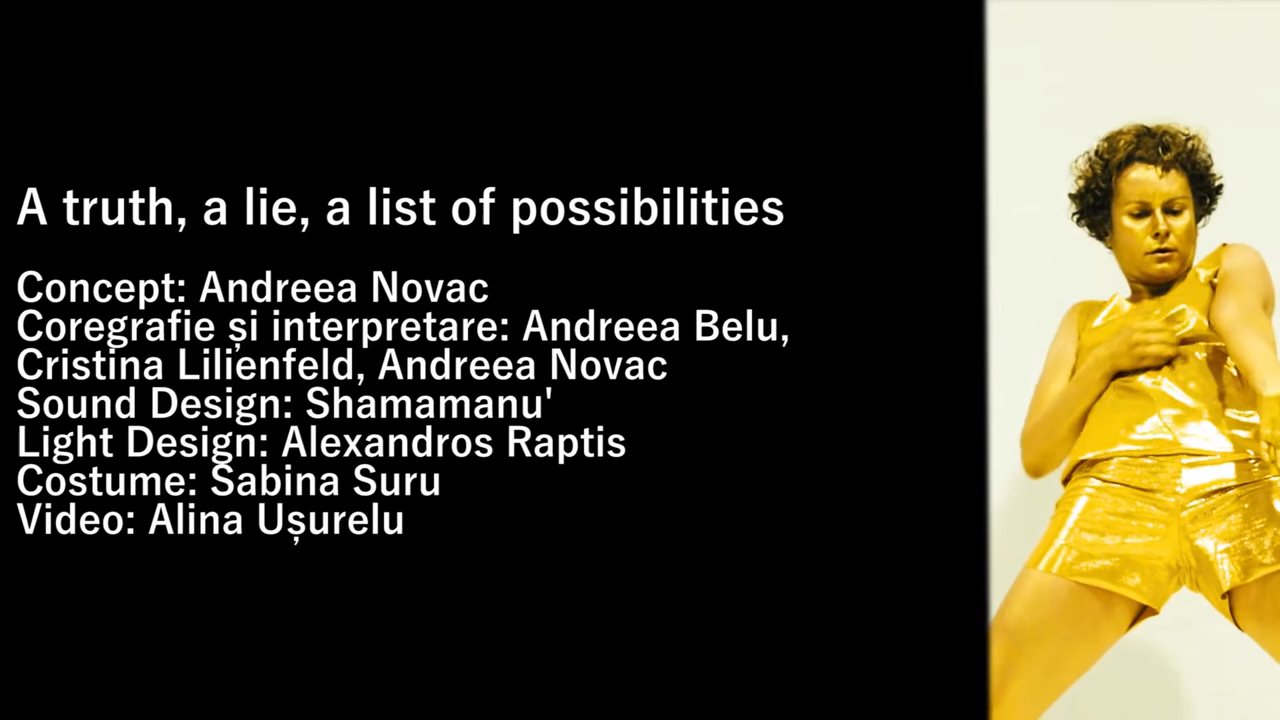 A truth, a lie, a list of possibilities
Concept: Andreea Novac
Coregrafie și interpretare: Andreea Belu,
Cristina Lilienfeld, Andreea Novac
Sound Design: Shamamanu'
Light Design: Alexandros Raptis
Costume: Sabina Suru
Video: Alina Ușurelu